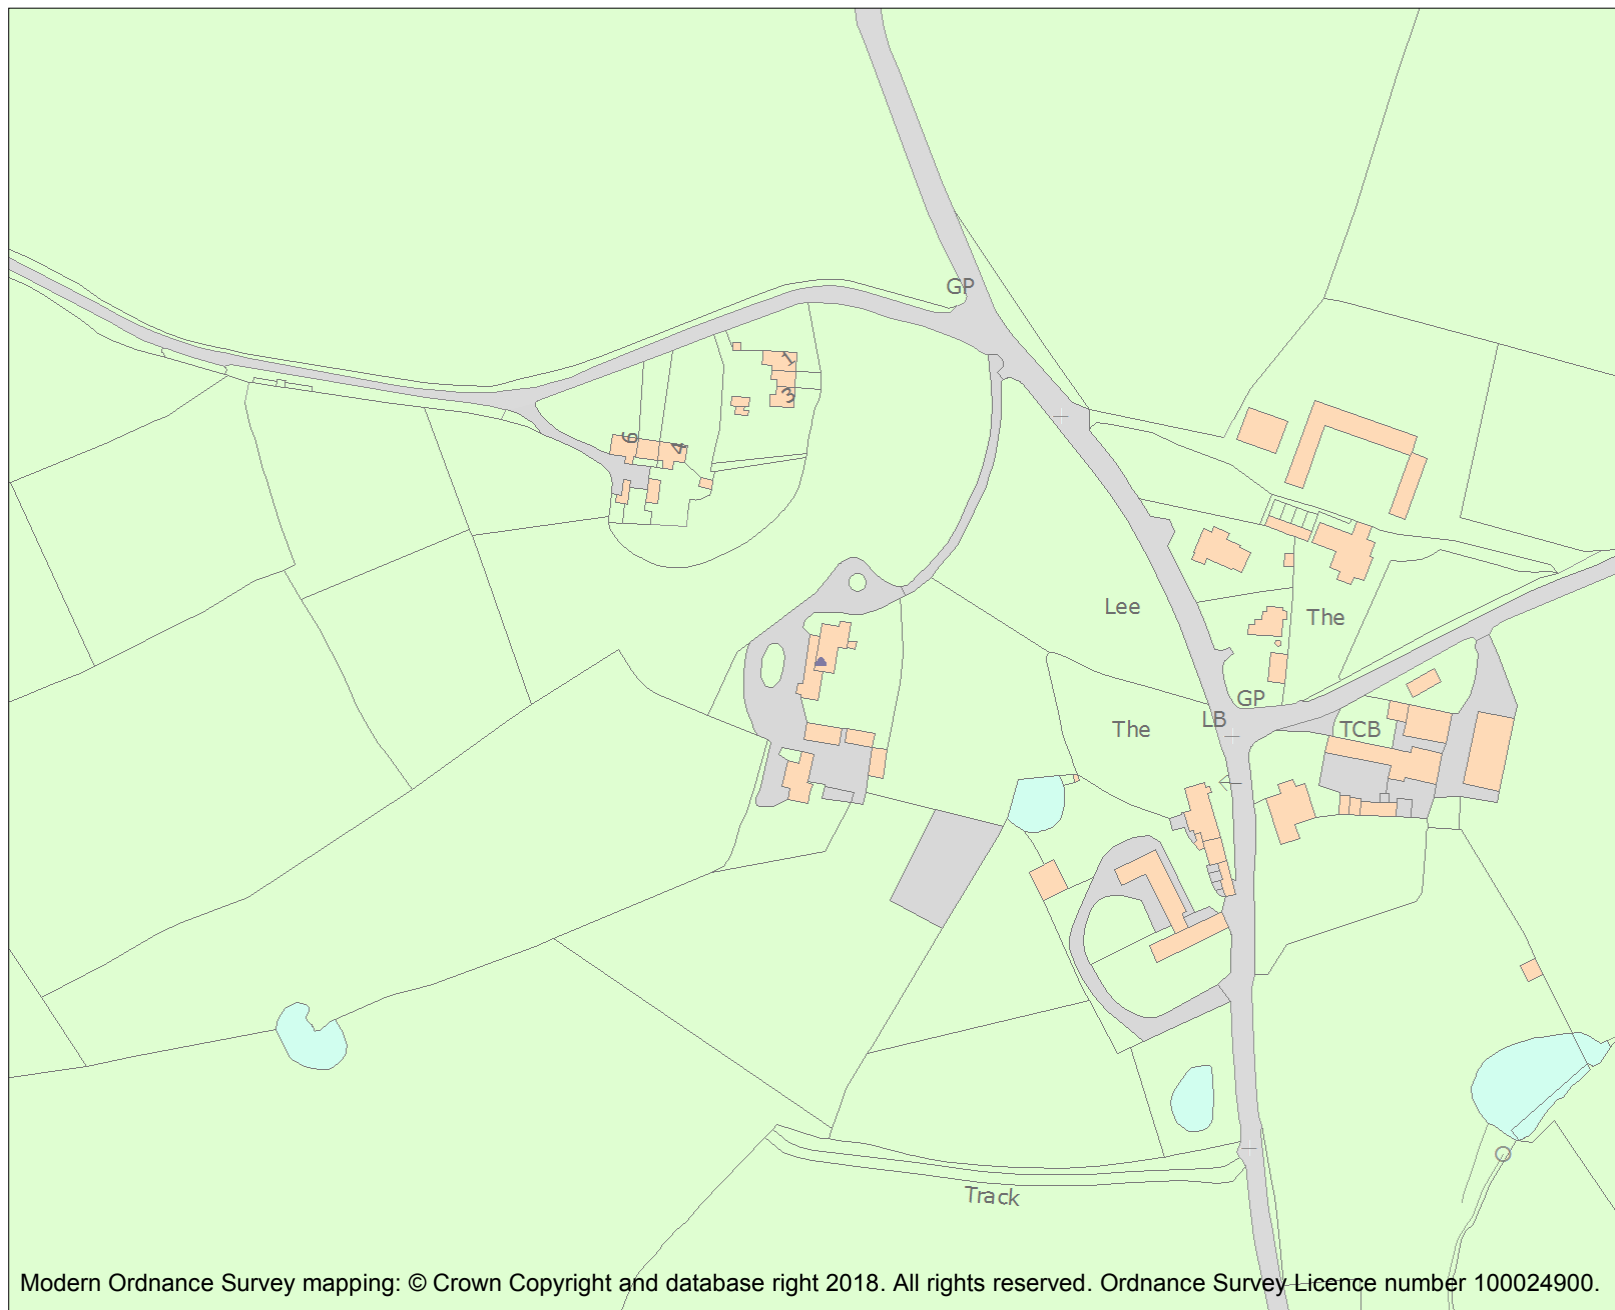 GP
1
3
6
4
Lee
The
GP
LB
The
TCB
Track
Modern Ordnance Survey mapping: © Crown Copyright and database right 2018. All rights reserved. Ordnance Survey Licence number 100024900.